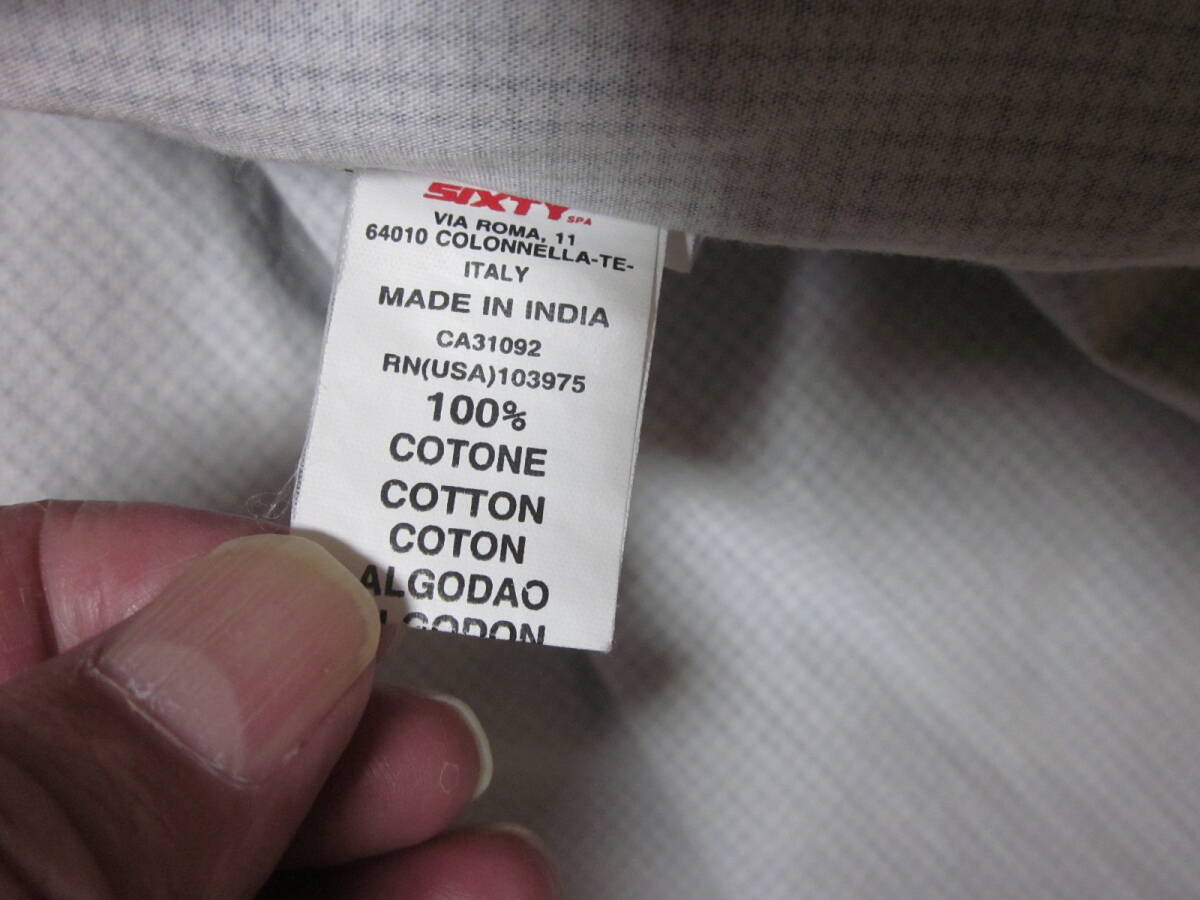 SIXTY SPA
VIA ROMA, 11
64010 COLONNELLA-TE-
ITALY
MADE IN INDIA
CA31092
RN(USA)103975
100%
COTONE
COTTON
COTON
ALGODAO
ALGODON